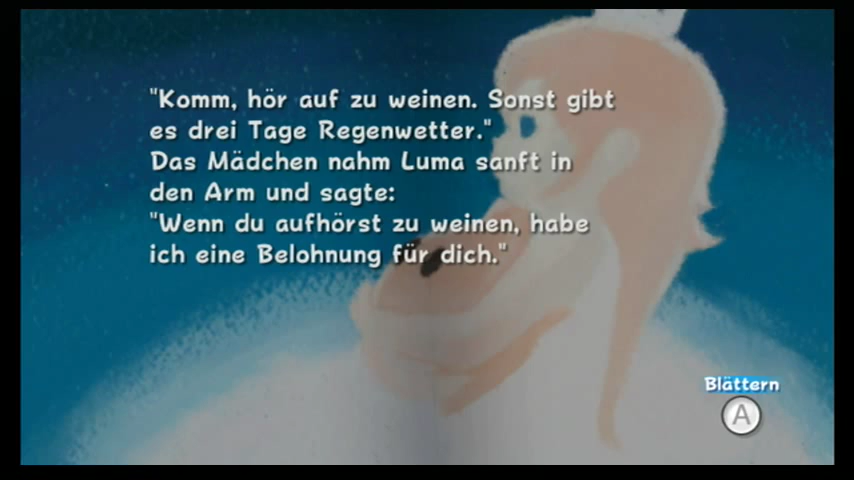 "Komm, hör auf zu weinen. Sonst gibt
es drei Tage Regenwetter."
Das Mädchen nahm Luma sanft in
den Arm und sagte:
"Wenn du aufhörst zu weinen, habe
ich eine Belohnung für dich."
Blättern
A